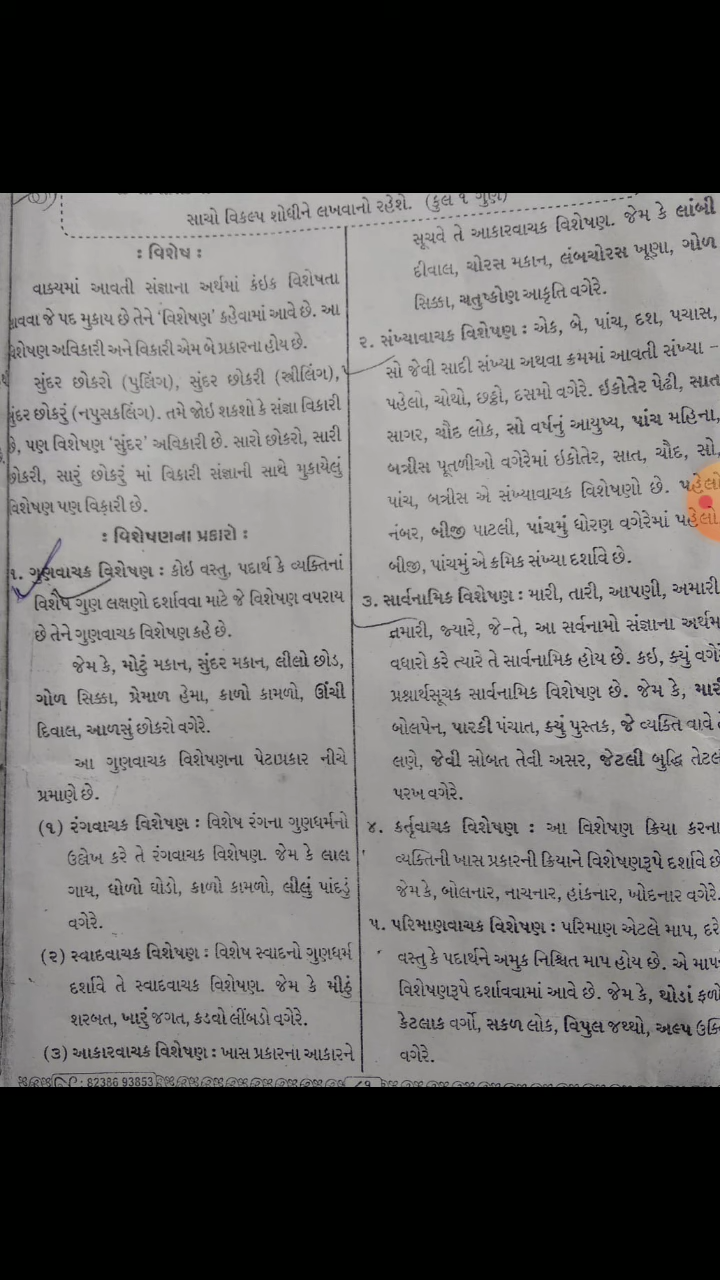 સાચો વિકલ્પ શોધીને લખવાનો રહેશે. (કુલ ૧ ગુણ)
: વિશેષ :
વાક્યમાં આવતી સંજ્ઞાના અર્થમાં કંઇક વિશેષતા
જે પદ મુકાય છે તેને 'વિશેષણ' કહેવામાં આવે છે. આ
વિશેષણ અવિકારી અને વિકારી એમ બે પ્રકારના હોય છે.
સુંદર છોકરો (પુલિંગ), સુંદર છોકરી (સ્ત્રીલિંગ),
સુંદર છોકરું (નપુસકલિંગ). તમે જોઇ શકશો કે સંજ્ઞા વિકારી
છે, પણ વિશેષણ 'સુંદર' અવિકારી છે. સારો છોકરો, સારી
છોકરી, સારું છોકરું માં વિકારી સંજ્ઞાની સાથે મુકાયેલું
વિશેષણ પણ વિકારી છે.
: વિશેષણના પ્રકારો :
૧. ગુણવાચક વિશેષણ : કોઇ વસ્તુ, પદાર્થ કે વ્યક્તિનાં
વિશેષ ગુણ લક્ષણો દર્શાવવા માટે જે વિશેષણ વપરાય
છે તેને ગુણવાચક વિશેષણ કહે છે.
જેમ કે, મોટું મકાન, સુંદર મકાન, લીલો છોડ,
ગોળ સિક્કા, પ્રેમાળ હેમા, કાળો કામળો, ઊંચી
દિવાલ, આળસું છોકરો વગેરે.
આ ગુણવાચક વિશેષણના પેટાપ્રકાર નીચે
પ્રમાણે છે.
(૧) રંગવાચક વિશેષણ : વિશેષ રંગના ગુણધર્મનો
ઉલ્લેખ કરે તે રંગવાચક વિશેષણ. જેમ કે લાલ
ગાય, ધોળો ઘોડો, કાળો કામળો, લીલું પાંદડું
વગેરે.
(૨) સ્વાદવાચક વિશેષણ : વિશેષ સ્વાદનો ગુણધર્મ
દર્શાવે તે સ્વાદવાચક વિશેષણ. જેમ કે મીઠું
શરબત, ખારું જગત, કડવો લીંબડો વગેરે.
(૩) આકારવાચક વિશેષણ : ખાસ પ્રકારના આકારને
સૂચવે તે આકારવાચક વિશેષણ. જેમ કે લાંબી
દીવાલ, ચોરસ મકાન, લંબચોરસ ખૂણા, ગોળ
સિક્કા, ચતુષ્કોણ આકૃતિ વગેરે.
૨. સંખ્યાવાચક વિશેષણ : એક, બે, પાંચ, દશ, પચાસ,
સો જેવી સાદી સંખ્યા અથવા ક્રમમાં આવતી સંખ્યા -
પહેલો, ચોથો, છઠ્ઠો, દસમો વગેરે. ઇકોતેર પેઢી, સાત
સાગર, ચૌદ લોક, સો વર્ષનું આયુષ્ય, પાંચ મહિના,
બત્રીસ પૂતળીઓ વગેરેમાં ઇકોતેર, સાત, ચૌદ, સો,
પાંચ, બત્રીસ એ સંખ્યાવાચક વિશેષણો છે. પહેલો
નંબર, બીજી પાટલી, પાંચમું ધોરણ વગેરેમાં પહેલો,
બીજી, પાંચમું એ ક્રમિક સંખ્યા દર્શાવે છે.
૩. સાર્વનામિક વિશેષણ : મારી, તારી, આપણી, અમારી
તમારી, જ્યારે, જે-તે, આ સર્વનામો સંજ્ઞાના અર્થમ
વધારો કરે ત્યારે તે સાર્વનામિક હોય છે. કઇ, ક્યું વગે
પ્રશ્નાર્થસૂચક સાર્વનામિક વિશેષણ છે. જેમ કે,
બોલપેન, પારકી પંચાત, ક્યું પુસ્તક, જે વ્યક્તિ વાવે
લણે, જેવી સોબત તેવી અસર, જેટલી બુદ્ધિ
પરખ વગેરે.
૪. કર્તૃવાચક વિશેષણ : આ વિશેષણ ક્રિયા કરના
વ્યક્તિની ખાસ પ્રકારની ક્રિયાને વિશેષણરૂપે દર્શાવે છે
જેમ કે, બોલનાર, નાચનાર, હાંકનાર, ખોદનાર વગેરે.
૫. પરિમાણવાચક વિશેષણ : પરિમાણ એટલે માપ, દરે
વસ્તુ કે પદાર્થને અમુક નિશ્ચિત માપ હોય છે. એ માપ
વિશેષણરૂપે દર્શાવવામાં આવે છે. જેમ કે, થોડાં ફળો
કેટલાક વર્ગો, સકળ લોક, વિપુલ જથ્થો, અલ્પ
વગેરે.
: 82386 93853